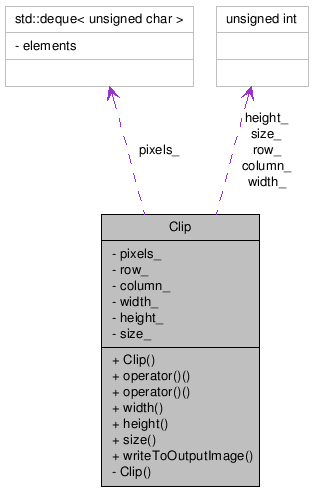 std::deque< unsigned char >
- elements
unsigned int
pixels_
height_
size_
row_
column_
width_
Clip
- pixels_
- row_
- column_
- width_
- height_
- size_
+ Clip()
+ operator()()
+ operator()()
+ width()
+ height()
+ size()
+ writeToOutputImage()
- Clip()